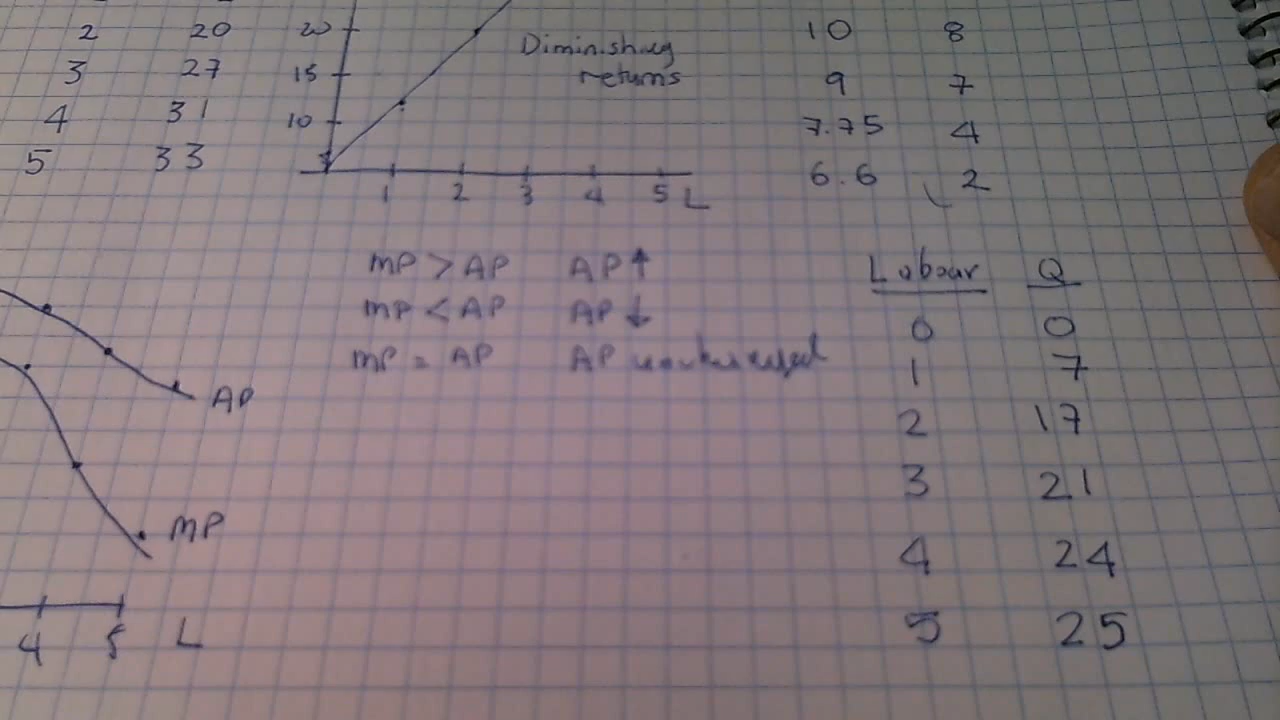 2 20
3 27
4 31
5 33
20
15
10
Diminishing
returns
1 2 3 4 5 L
10 8
9 7
7.75 4
6.6 2
MP > AP AP ↑
MP < AP AP ↓
MP = AP AP
AP
MP
4 5 L
Labour Q
0 0
1 7
2 17
3 21
4 24
5 25